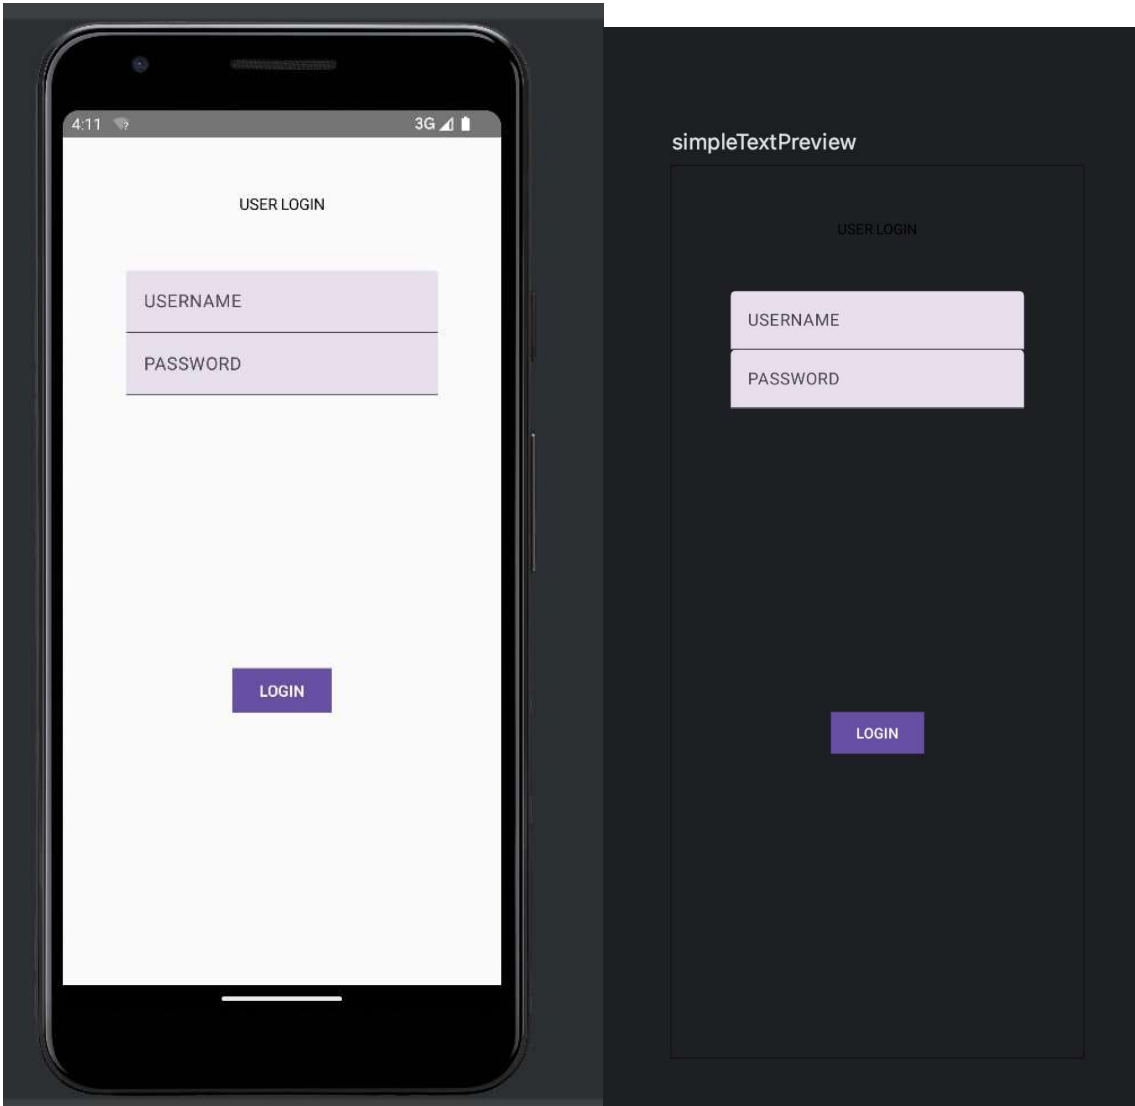 4:11
3G
USER LOGIN
USERNAME
PASSWORD
LOGIN
simpleTextPreview
USER LOGIN
USERNAME
PASSWORD
LOGIN